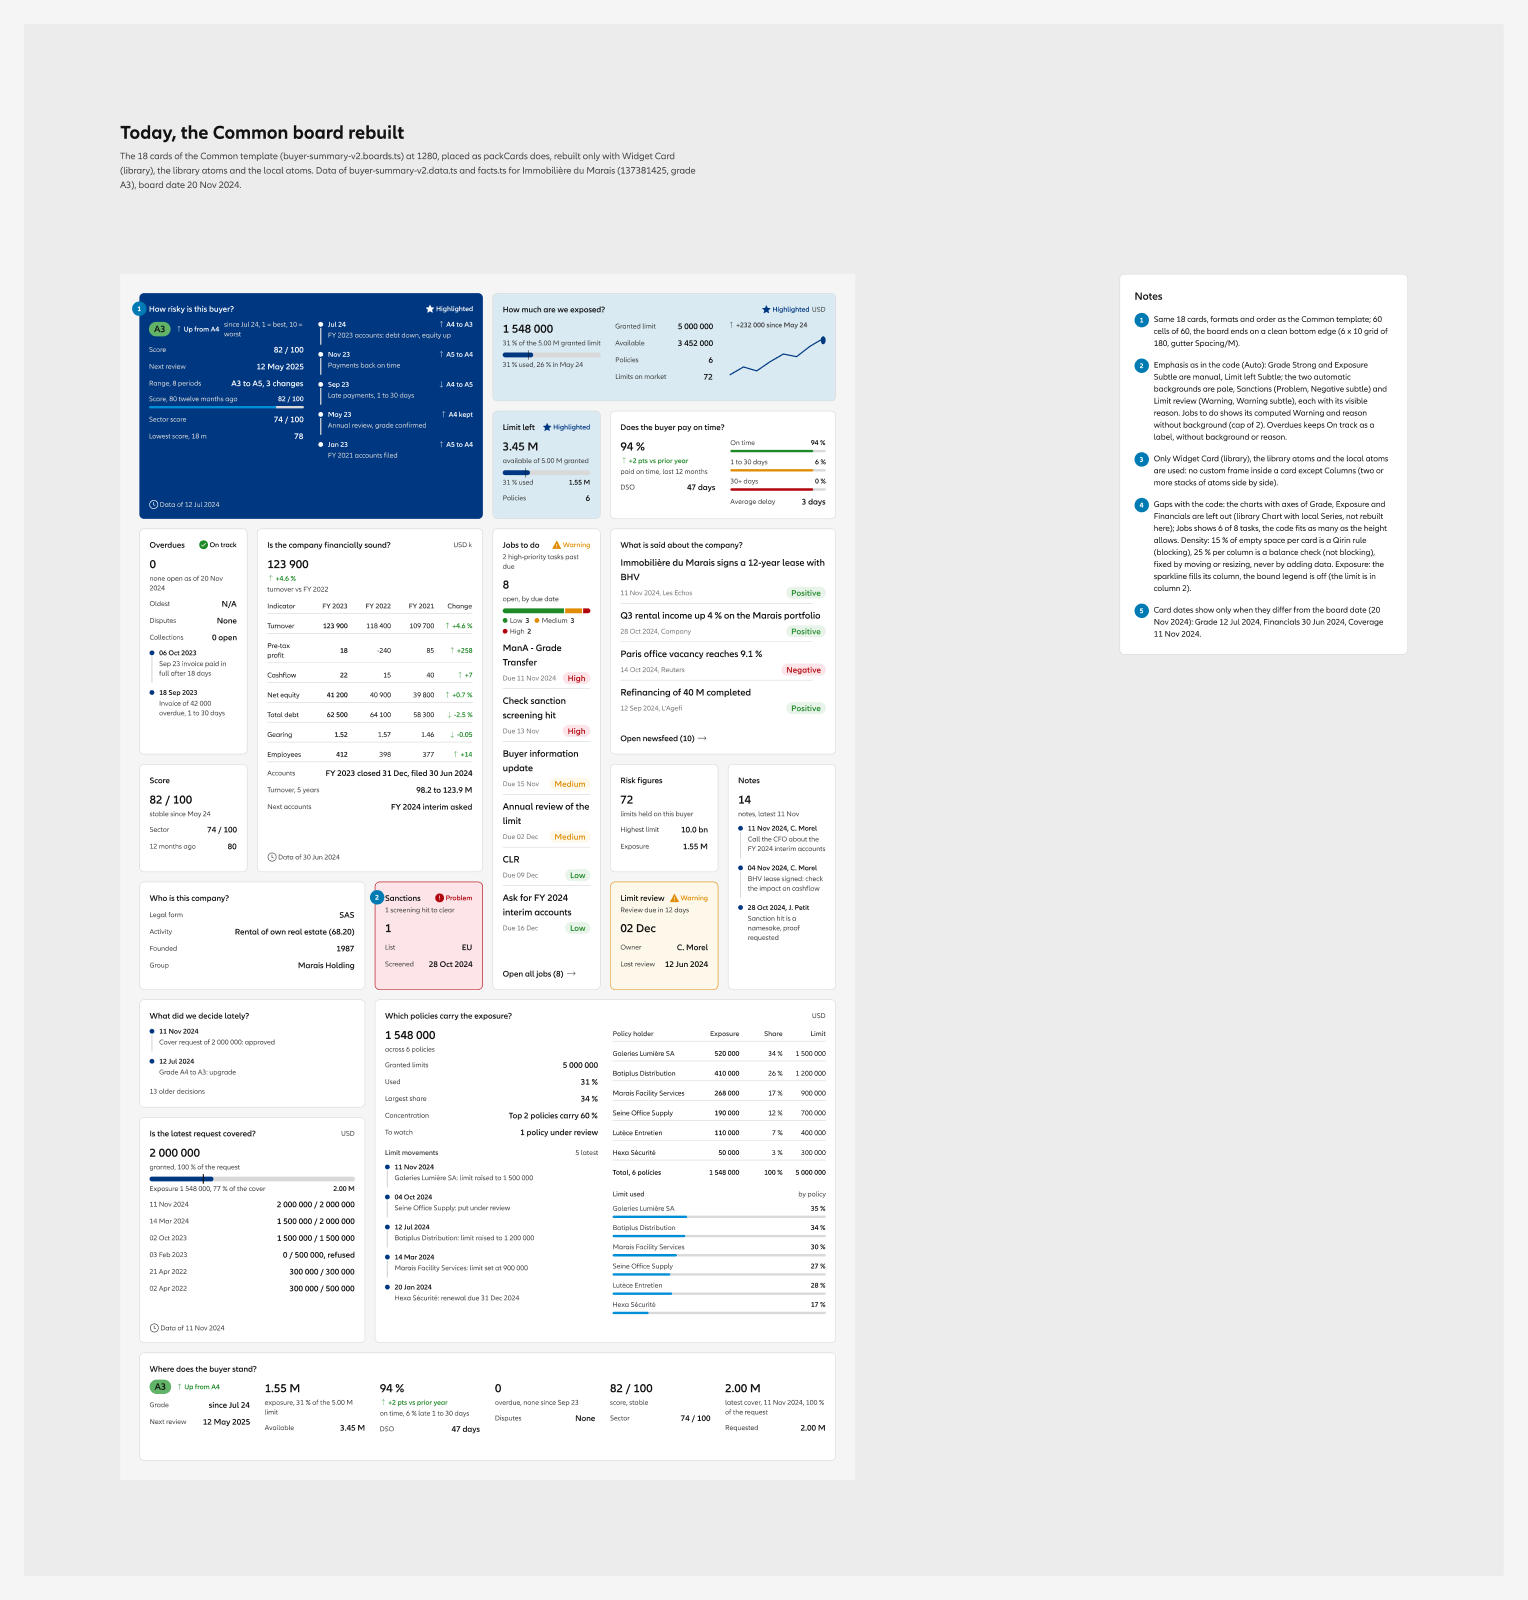 Today, the Common board rebuilt
The 18 cards of the Common template (buyer-summary-v2.boards.ts) at 1280, placed as packCards does, rebuilt only with Widget Card
(library), the library atoms and the local atoms. Data of buyer-summary-v2.data.ts and facts.ts for Immobilière du Marais (137381425, grade
A3), board date 20 Nov 2024.
1
How risky is this buyer?
Highlighted
A3
↑ Up from A4
since Jul 24, 1 = best, 10 =
worst
Score 82 / 100
Next review 12 May 2025
Range, 8 periods A3 to A5, 3 changes
Score, 80 twelve months ago 82 / 100
Sector score 74 / 100
Lowest score, 18 m 78
Jul 24 ↑ A4 to A3
FY 2023 accounts: debt down, equity up
Nov 23 ↑ A5 to A4
Payments back on time
Sep 23 ↓ A4 to A5
Late payments, 1 to 30 days
May 23 ↑ A4 kept
Annual review, grade confirmed
Jan 23 ↑ A5 to A4
FY 2021 accounts filed
Data of 12 Jul 2024
How much are we exposed?
Highlighted USD
1 548 000
31 % of the 5.00 M granted limit
31 % used, 26 % in May 24
Granted limit 5 000 000
Available 3 452 000
Policies 6
Limits on market 72
↑ +232 000 since May 24
Limit left
Highlighted
3.45 M
available of 5.00 M granted
31 % used 1.55 M
Policies 6
Does the buyer pay on time?
94 %
↑ +2 pts vs prior year
paid on time, last 12 months
DSO 47 days
On time 94 %
1 to 30 days 6 %
30+ days 0 %
Average delay 3 days
Overdues
On track
0
none open as of 20 Nov
2024
Oldest N/A
Disputes None
Collections 0 open
06 Oct 2023
Sep 23 invoice paid in
full after 18 days
18 Sep 2023
Invoice of 42 000
overdue, 1 to 30 days
Is the company financially sound?
USD k
123 900
↑ +4.6 %
turnover vs FY 2022
Indicator FY 2023 FY 2022 FY 2021 Change
Turnover 123 900 118 400 109 700 ↑ +4.6 %
Pre-tax
profit 18 -240 85 ↑ +258
Cashflow 22 15 40 ↑ +7
Net equity 41 200 40 900 39 800 ↑ +0.7 %
Total debt 62 500 64 100 58 300 ↓ -2.5 %
Gearing 1.52 1.57 1.46 ↓ -0.05
Employees 412 398 377 ↑ +14
Accounts FY 2023 closed 31 Dec, filed 30 Jun 2024
Turnover, 5 years 98.2 to 123.9 M
Next accounts FY 2024 interim asked
Data of 30 Jun 2024
Jobs to do
Warning
2 high-priority tasks past
due
8
open, by due date
Low 3 Medium 3
High 2
ManA - Grade
Transfer
Due 11 Nov 2024 High
Check sanction
screening hit
Due 13 Nov High
Buyer information
update
Due 15 Nov Medium
Annual review of the
limit
Due 02 Dec Medium
CLR
Due 09 Dec Low
Ask for FY 2024
interim accounts
Due 16 Dec Low
Open all jobs (8) →
What is said about the company?
Immobilière du Marais signs a 12-year lease with
BHV
11 Nov 2024, Les Echos Positive
Q3 rental income up 4 % on the Marais portfolio
28 Oct 2024, Company Positive
Paris office vacancy reaches 9.1 %
14 Oct 2024, Reuters Negative
Refinancing of 40 M completed
12 Sep 2024, L'Agefi Positive
Open newsfeed (10) →
Score
82 / 100
stable since May 24
Sector 74 / 100
12 months ago 80
Risk figures
72
limits held on this buyer
Highest limit 10.0 bn
Exposure 1.55 M
Notes
14
notes, latest 11 Nov
11 Nov 2024, C. Morel
Call the CFO about the
FY 2024 interim accounts
04 Nov 2024, C. Morel
BHV lease signed: check
the impact on cashflow
28 Oct 2024, J. Petit
Sanction hit is a
namesake, proof
requested
Who is this company?
Legal form SAS
Activity Rental of own real estate (68.20)
Founded 1987
Group Marais Holding
2
Sanctions
Problem
1 screening hit to clear
1
List EU
Screened 28 Oct 2024
Limit review
Warning
Review due in 12 days
02 Dec
Owner C. Morel
Last review 12 Jun 2024
What did we decide lately?
11 Nov 2024
Cover request of 2 000 000: approved
12 Jul 2024
Grade A4 to A3: upgrade
13 older decisions
Is the latest request covered?
USD
2 000 000
granted, 100 % of the request
Exposure 1 548 000, 77 % of the cover 2.00 M
11 Nov 2024 2 000 000 / 2 000 000
14 Mar 2024 1 500 000 / 2 000 000
02 Oct 2023 1 500 000 / 1 500 000
03 Feb 2023 0 / 500 000, refused
21 Apr 2022 300 000 / 300 000
02 Apr 2022 300 000 / 500 000
Data of 11 Nov 2024
Which policies carry the exposure?
USD
1 548 000
across 6 policies
Granted limits 5 000 000
Used 31 %
Largest share 34 %
Concentration Top 2 policies carry 60 %
To watch 1 policy under review
Limit movements 5 latest
11 Nov 2024
Galeries Lumière SA: limit raised to 1 500 000
04 Oct 2024
Seine Office Supply: put under review
12 Jul 2024
Batiplus Distribution: limit raised to 1 200 000
14 Mar 2024
Marais Facility Services: limit set at 900 000
20 Jan 2024
Hexa Sécurité: renewal due 31 Dec 2024
Policy holder Exposure Share Limit
Galeries Lumière SA 520 000 34 % 1 500 000
Batiplus Distribution 410 000 26 % 1 200 000
Marais Facility Services 268 000 17 % 900 000
Seine Office Supply 190 000 12 % 700 000
Lutèce Entretien 110 000 7 % 400 000
Hexa Sécurité 50 000 3 % 300 000
Total, 6 policies 1 548 000 100 % 5 000 000
Limit used by policy
Galeries Lumière SA 35 %
Batiplus Distribution 34 %
Marais Facility Services 30 %
Seine Office Supply 27 %
Lutèce Entretien 28 %
Hexa Sécurité 17 %
Where does the buyer stand?
A3
↑ Up from A4
Grade since Jul 24
Next review 12 May 2025
1.55 M
exposure, 31 % of the 5.00 M
limit
Available 3.45 M
94 %
↑ +2 pts vs prior year
on time, 6 % late 1 to 30 days
DSO 47 days
0
overdue, none since Sep 23
Disputes None
82 / 100
score, stable
Sector 74 / 100
2.00 M
latest cover, 11 Nov 2024, 100 %
of the request
Requested 2.00 M
Notes
1
Same 18 cards, formats and order as the Common template; 60
cells of 60, the board ends on a clean bottom edge (6 x 10 grid of
180, gutter Spacing/M).
2
Emphasis as in the code (Auto): Grade Strong and Exposure
Subtle are manual, Limit left Subtle; the two automatic
backgrounds are pale, Sanctions (Problem, Negative subtle) and
Limit review (Warning, Warning subtle), each with its visible
reason. Jobs to do shows its computed Warning and reason
without background (cap of 2). Overdues keeps On track as a
label, without background or reason.
3
Only Widget Card (library), the library atoms and the local atoms
are used: no custom frame inside a card except Columns (two or
more stacks of atoms side by side).
4
Gaps with the code: the charts with axes of Grade, Exposure and
Financials are left out (library Chart with local Series, not rebuilt
here); Jobs shows 6 of 8 tasks, the code fits as many as the height
allows. Density: 15 % of empty space per card is a Qirin rule
(blocking), 25 % per column is a balance check (not blocking),
fixed by moving or resizing, never by adding data. Exposure: the
sparkline fills its column, the bound legend is off (the limit is in
column 2).
5
Card dates show only when they differ from the board date (20
Nov 2024): Grade 12 Jul 2024, Financials 30 Jun 2024, Coverage
11 Nov 2024.